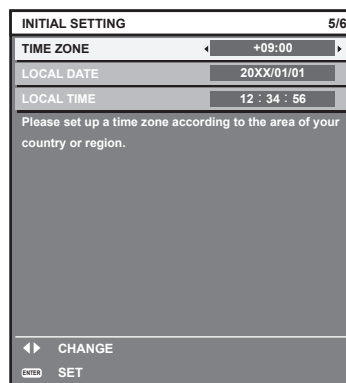 INITIAL SETTING 5/6
TIME ZONE +09:00
LOCAL DATE 20XX/01/01
LOCAL TIME 12 : 34 : 56
Please set up a time zone according to the area of your
country or region.
CHANGE
ENTER SET